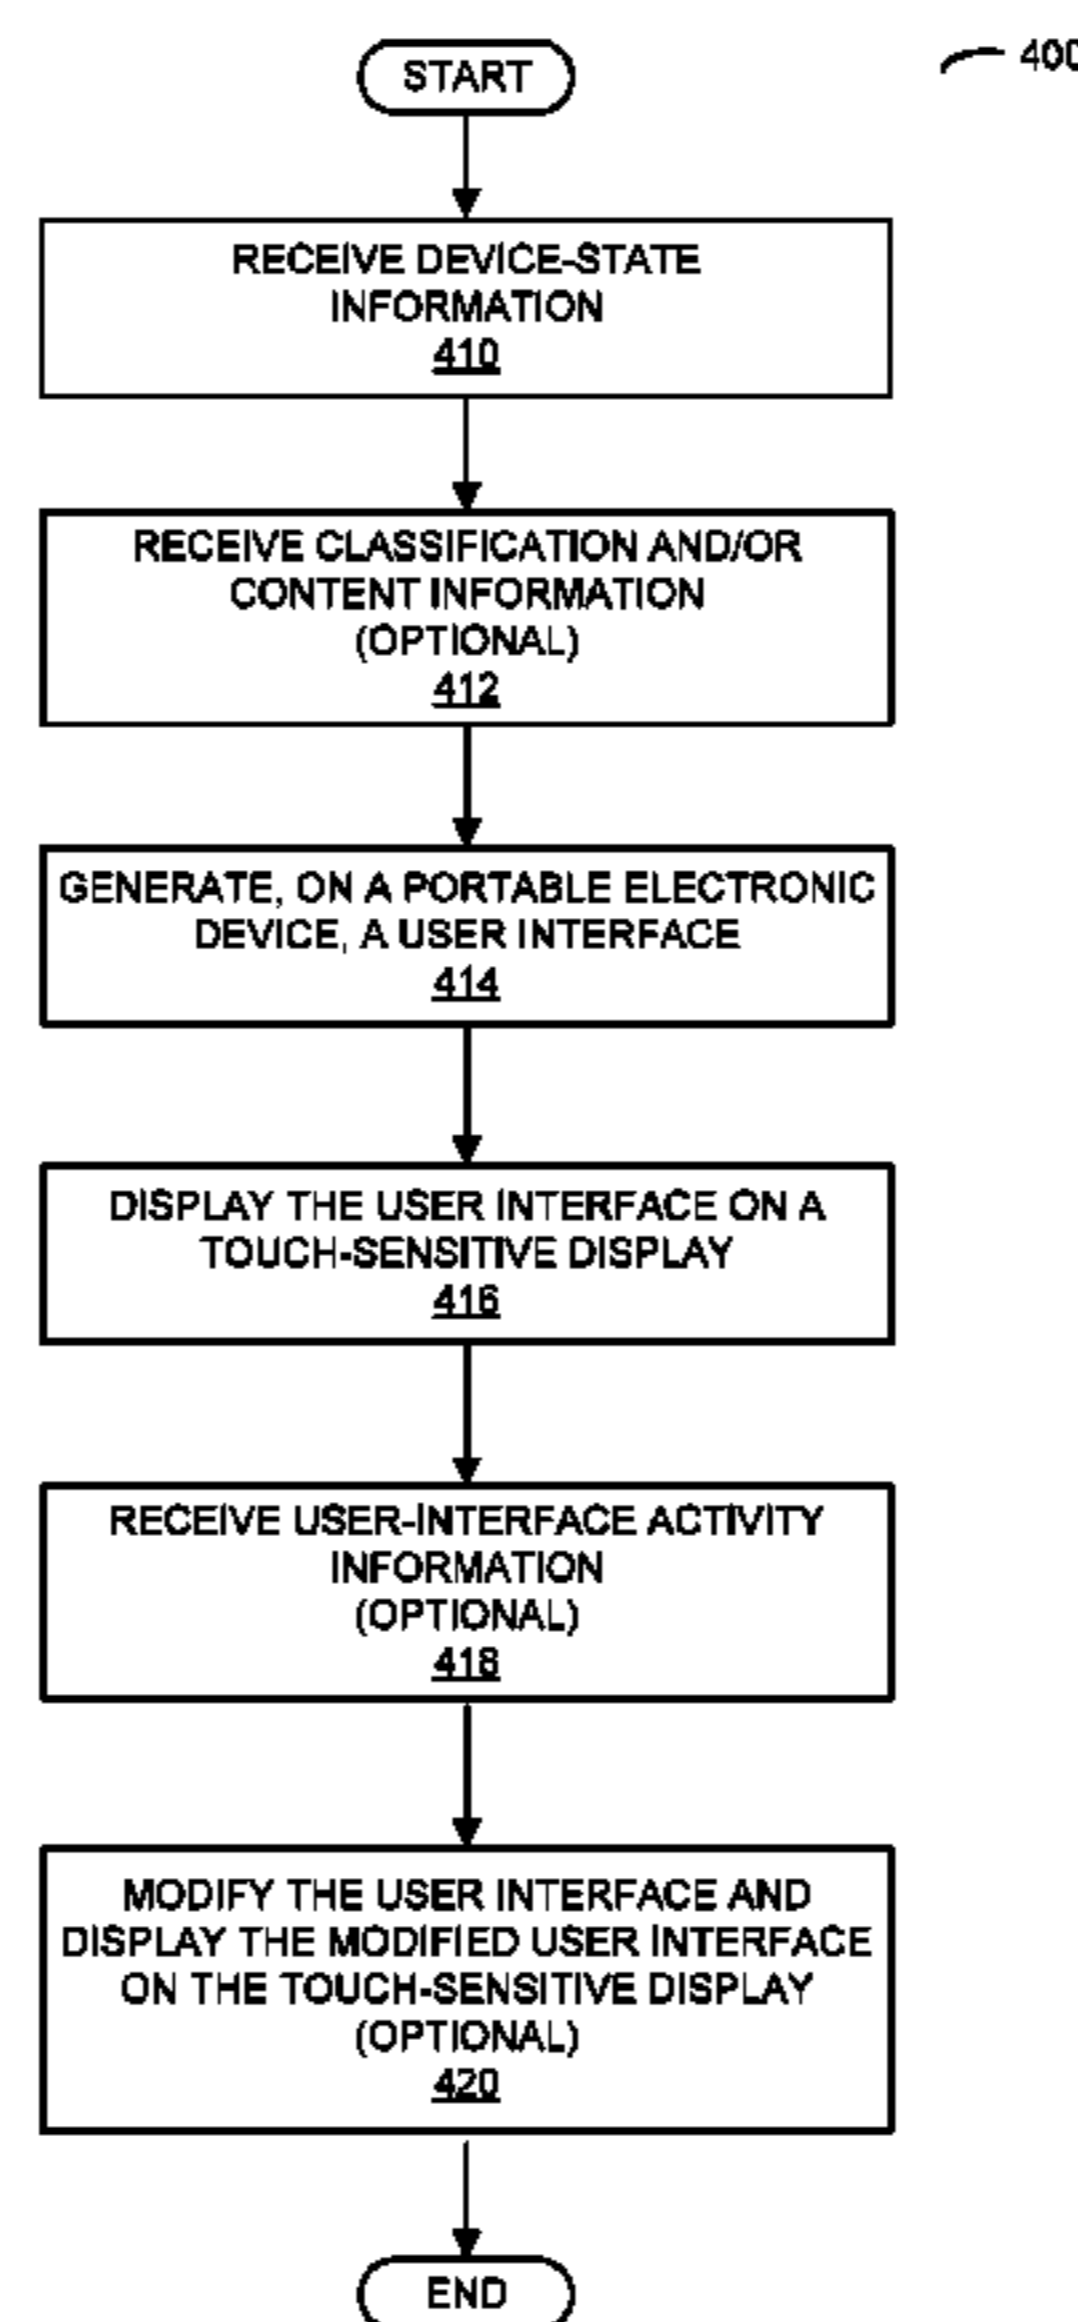 START
400
RECEIVE DEVICE-STATE
INFORMATION
410
RECEIVE CLASSIFICATION AND/OR
CONTENT INFORMATION
(OPTIONAL)
412
GENERATE, ON A PORTABLE ELECTRONIC
DEVICE, A USER INTERFACE
414
DISPLAY THE USER INTERFACE ON A
TOUCH-SENSITIVE DISPLAY
416
RECEIVE USER-INTERFACE ACTIVITY
INFORMATION
(OPTIONAL)
418
MODIFY THE USER INTERFACE AND
DISPLAY THE MODIFIED USER INTERFACE
ON THE TOUCH-SENSITIVE DISPLAY
(OPTIONAL)
420
END